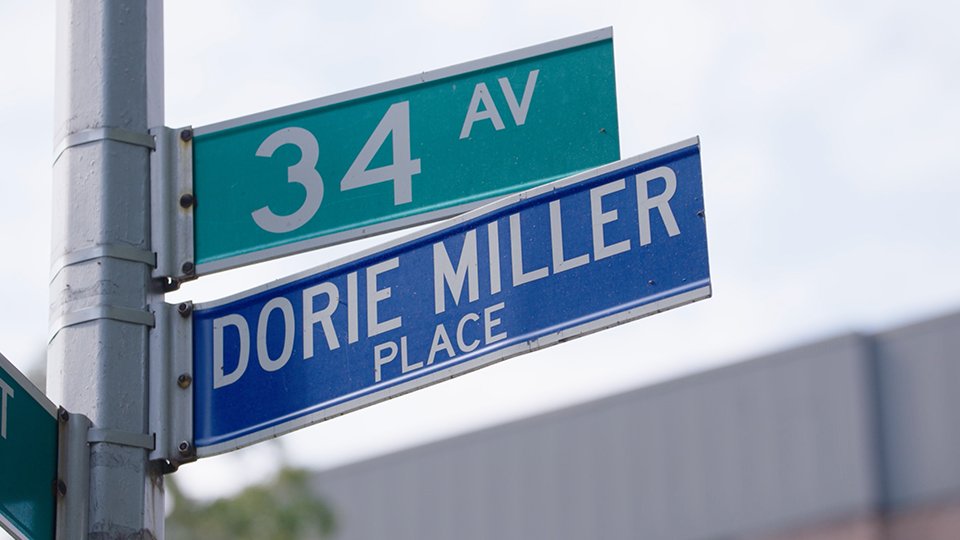 34 AV
DORIE MILLER
PLACE
T